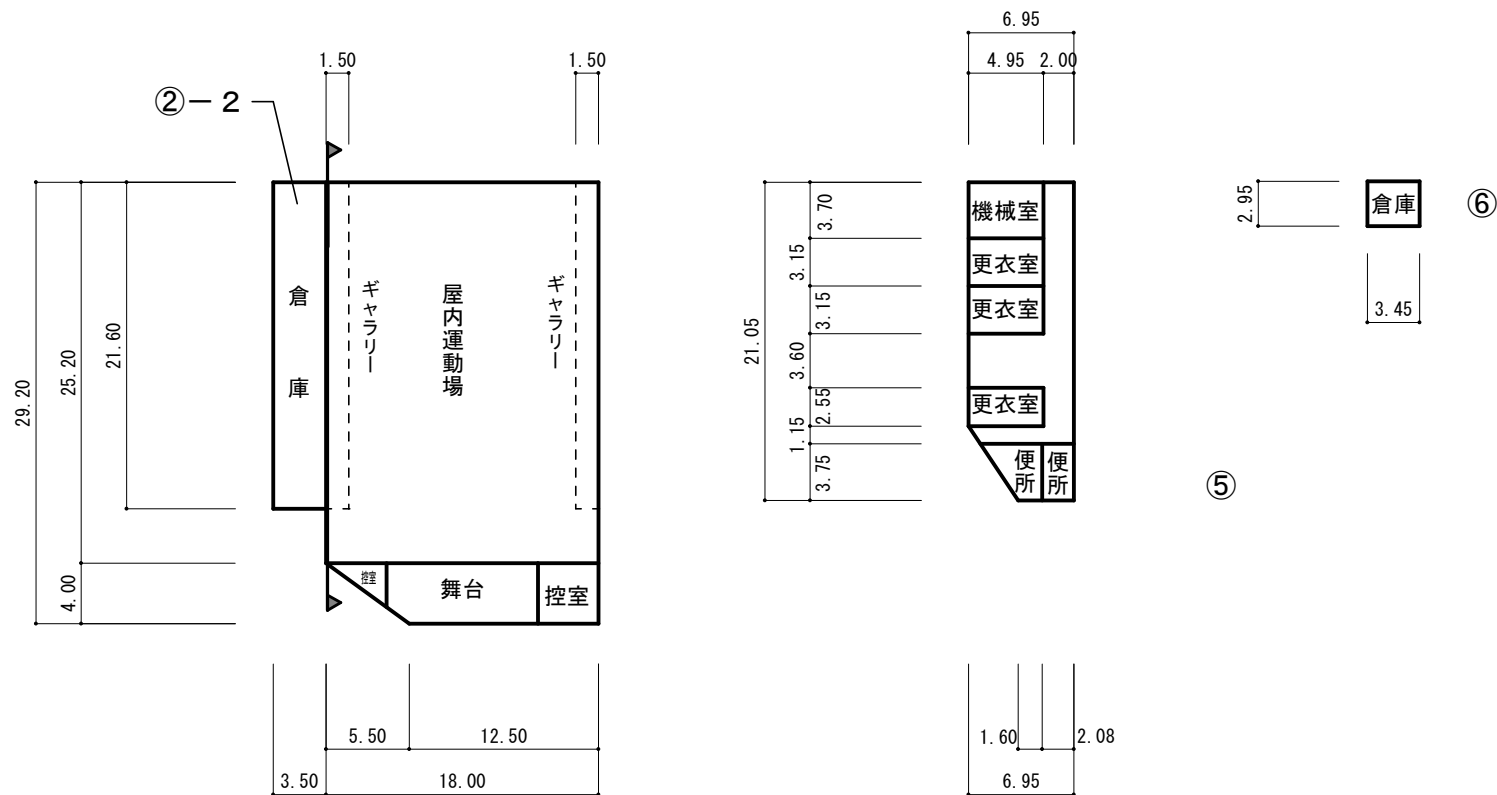 6.95
1.50
1.50
4.95
2.00
②－２
機械室
更衣室
更衣室
更衣室
便所
便所
3.70
3.15
3.15
3.60
2.55
1.15
3.75
21.05
倉庫
⑥
2.95
3.45
倉庫
ギャラリー
屋内運動場
ギャラリー
21.60
25.20
29.20
4.00
控室
舞台
控室
⑤
5.50
12.50
3.50
18.00
1.60
2.08
6.95